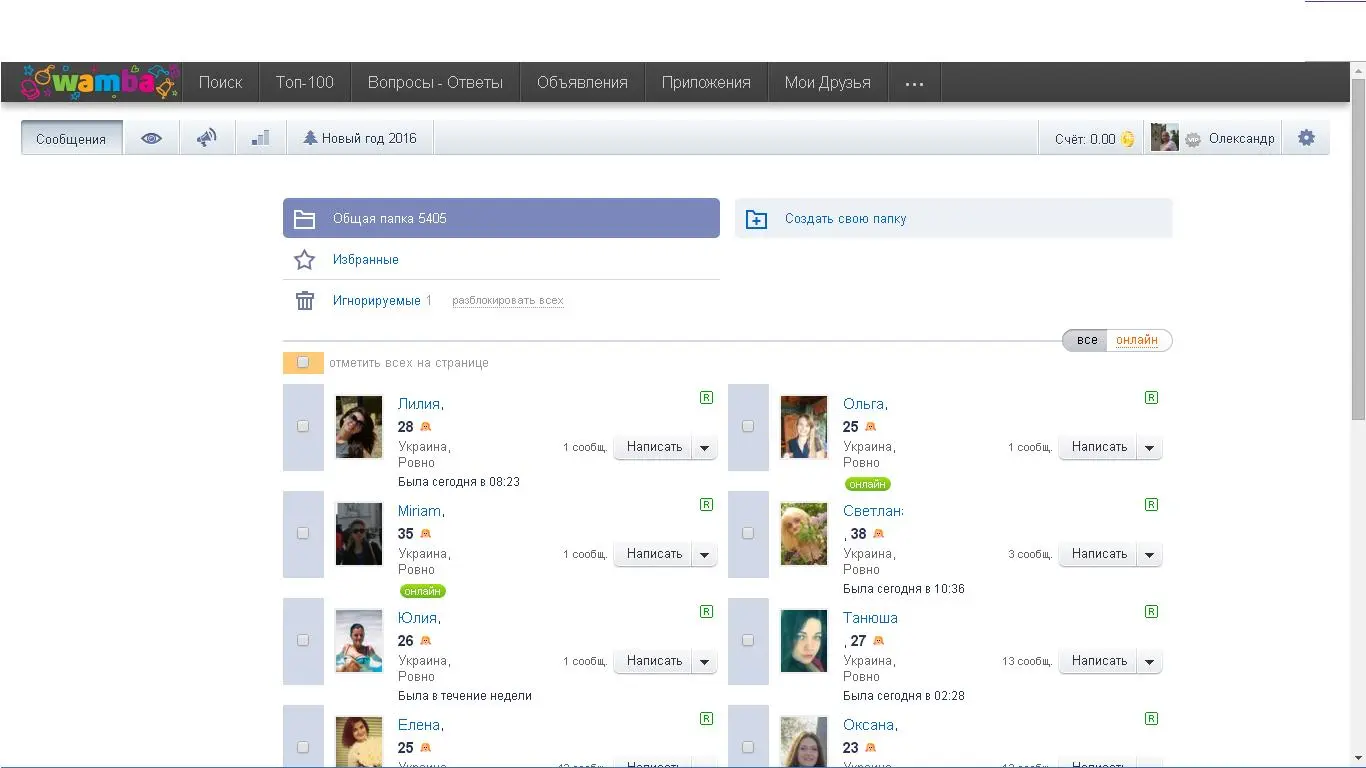 wamba
Поиск
Топ-100
Вопросы - Ответы
Объявления
Приложения
Мои Друзья
...
Сообщения
Новый год 2016
Счёт: 0.00
VIP
Олександр
Общая папка 5405
Создать свою папку
Избранные
Игнорируемые 1 разблокировать всех
все онлайн
отметить всех на странице
Лилия,
R
28
Украина,
Ровно
1 сообщ. Написать
Была сегодня в 08:23
Ольга,
R
25
Украина,
Ровно
1 сообщ. Написать
онлайн
Miriam,
R
35
Украина,
Ровно
1 сообщ. Написать
онлайн
Светлан
R
, 38
Украина,
Ровно
3 сообщ. Написать
Была сегодня в 10:36
Юлия,
R
26
Украина,
Ровно
1 сообщ. Написать
Была в течение недели
Танюша
R
, 27
Украина,
Ровно
13 сообщ. Написать
Была сегодня в 02:28
Елена,
R
25
Оксана,
R
23